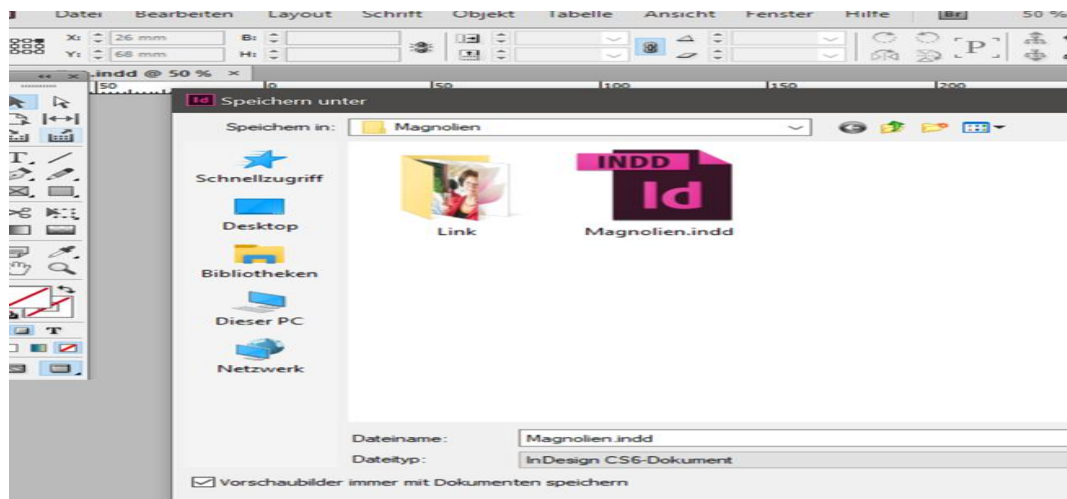 Datei Bearbeiten Layout Schrift Objekt Tabelle Ansicht Fenster Hilfe Br 50 %
X: 26 mm B:
Y: 68 mm H:
P
.indd @ 50 % ×
50 0 50 100 150 200
Id Speichern unter
Speichern in: Magnolien
Schnellzugriff
Desktop
Bibliotheken
Dieser PC
Netzwerk
INDD
Id
Link Magnolien.indd
T
T
Dateiname: Magnolien.indd
Dateityp: InDesign CS6-Dokument
Vorschaubilder immer mit Dokumenten speichern